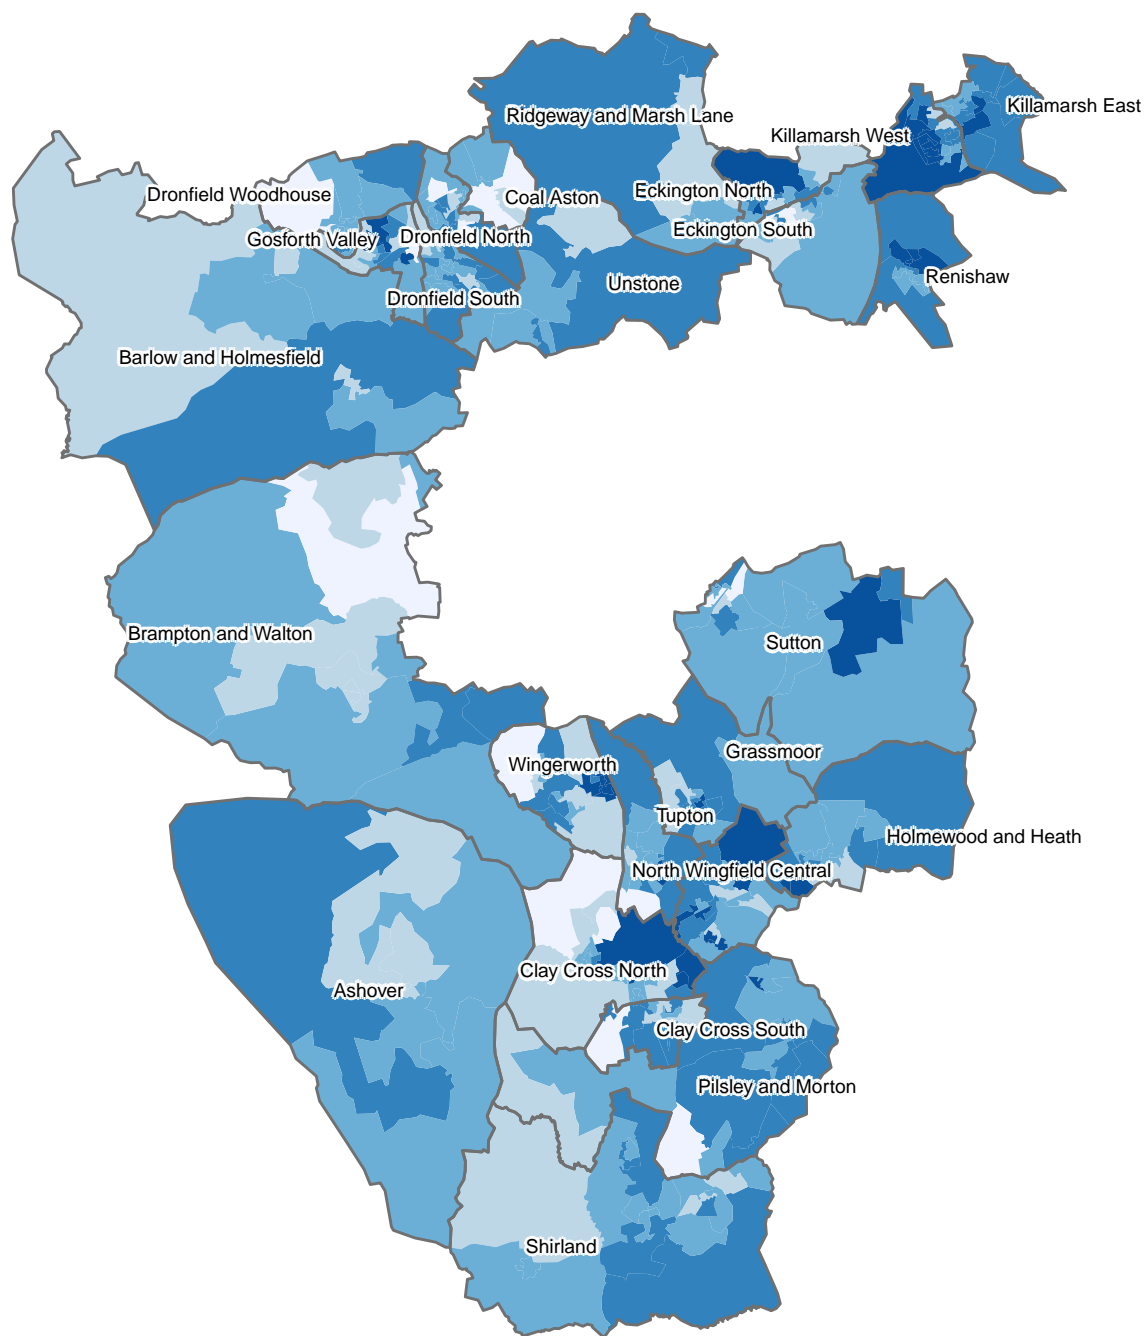 Killamarsh East
Ridgeway and Marsh Lane
Killamarsh West
Dronfield Woodhouse
Eckington North
Coal Aston
Eckington South
Gosforth Valley
Dronfield North
Renishaw
Unstone
Dronfield South
Barlow and Holmesfield
Brampton and Walton
Sutton
Grassmoor
Wingerworth
Tupton
Holmewood and Heath
North Wingfield Central
Clay Cross North
Ashover
Clay Cross South
Pilsley and Morton
Shirland